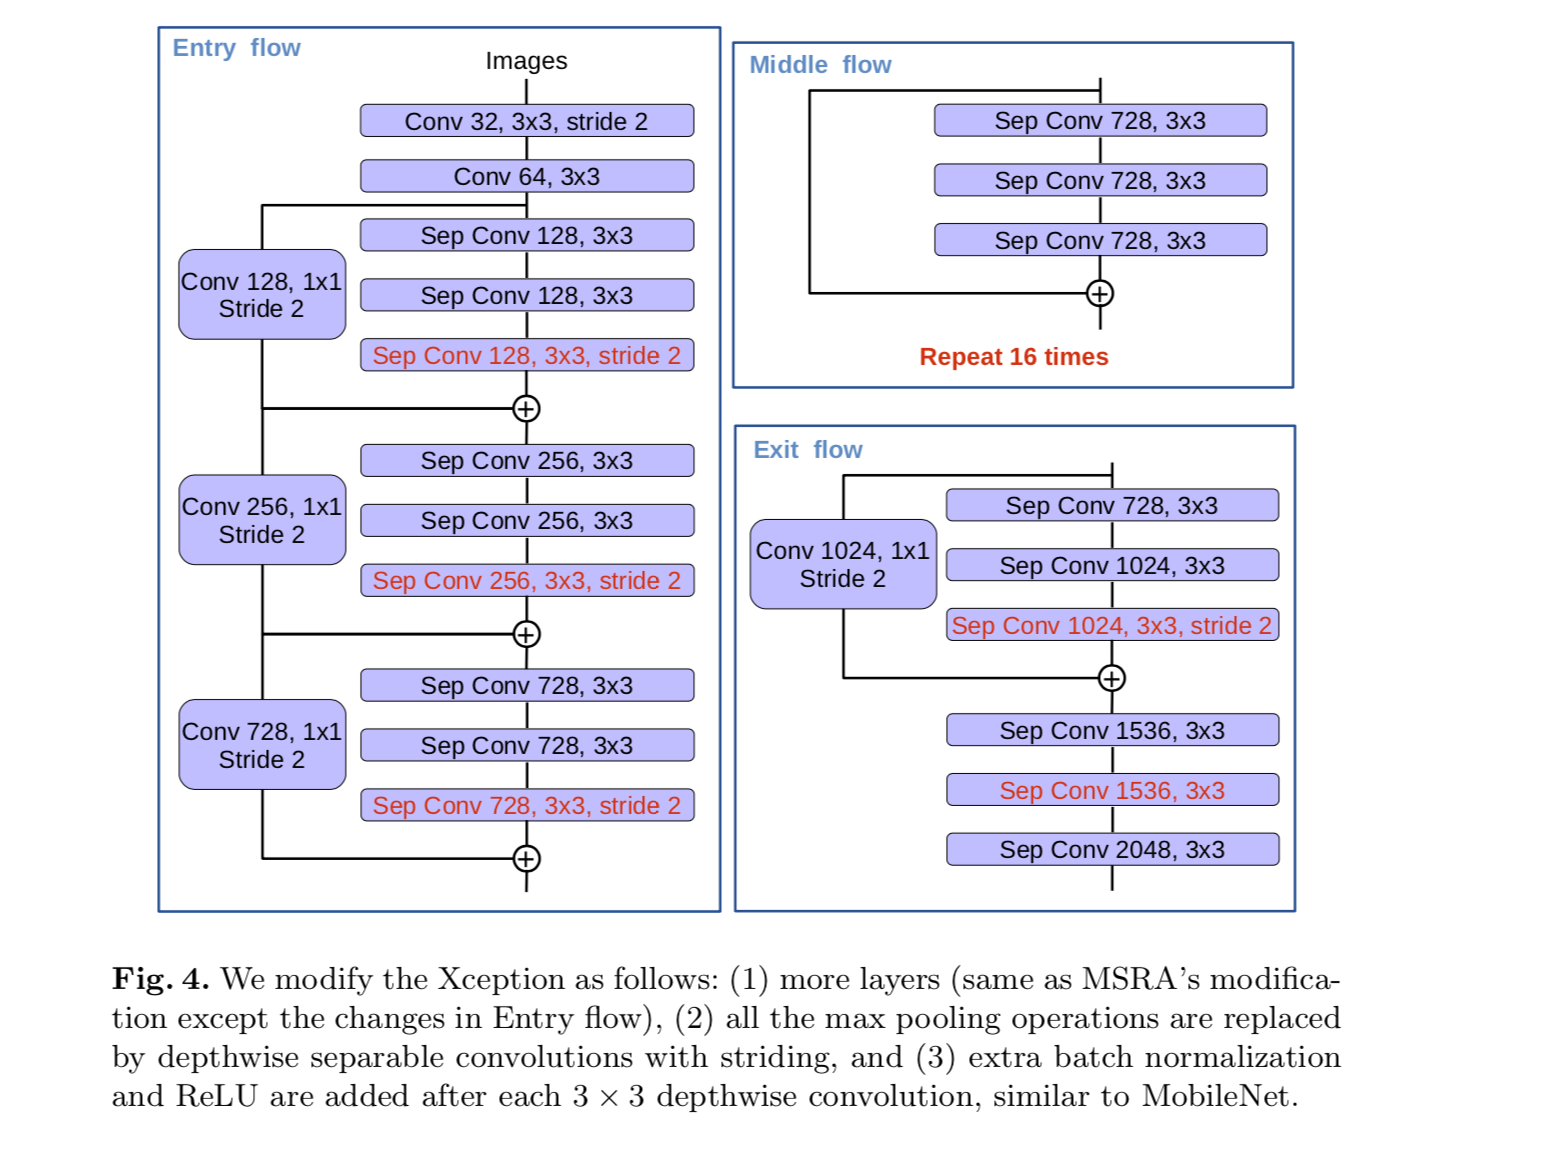 Entry flow
Images
Conv 32, 3x3, stride 2
Conv 64, 3x3
Sep Conv 128, 3x3
Conv 128, 1x1
Stride 2
Sep Conv 128, 3x3
Sep Conv 128, 3x3, stride 2
Sep Conv 256, 3x3
Conv 256, 1x1
Stride 2
Sep Conv 256, 3x3
Sep Conv 256, 3x3, stride 2
Sep Conv 728, 3x3
Conv 728, 1x1
Stride 2
Sep Conv 728, 3x3
Sep Conv 728, 3x3, stride 2
Middle flow
Sep Conv 728, 3x3
Sep Conv 728, 3x3
Sep Conv 728, 3x3
Repeat 16 times
Exit flow
Sep Conv 728, 3x3
Conv 1024, 1x1
Stride 2
Sep Conv 1024, 3x3
Sep Conv 1024, 3x3, stride 2
Sep Conv 1536, 3x3
Sep Conv 1536, 3x3
Sep Conv 2048, 3x3
Fig. 4. We modify the Xception as follows: (1) more layers (same as MSRA's modifica-
tion except the changes in Entry flow), (2) all the max pooling operations are replaced
by depthwise separable convolutions with striding, and (3) extra batch normalization
and ReLU are added after each 3 × 3 depthwise convolution, similar to MobileNet.